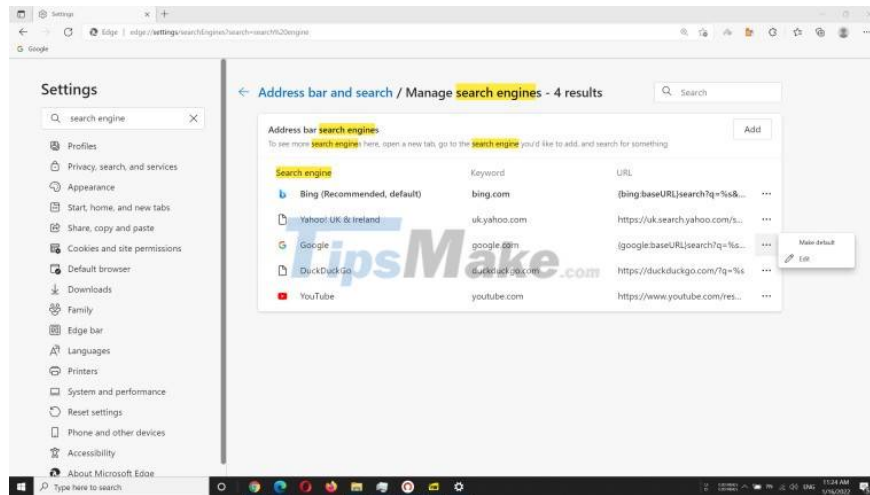 Settings
Edge | edge://settings/searchEngines?search=search%20engine
Google
Settings
search engine
Profiles
Privacy, search, and services
Appearance
Start, home, and new tabs
Share, copy and paste
Cookies and site permissions
Default browser
Downloads
Family
Edge bar
Languages
Printers
System and performance
Reset settings
Phone and other devices
Accessibility
About Microsoft Edge
Address bar and search / Manage search engines - 4 results
Search
Address bar search engines
Add
To see more search engines here, open a new tab, go to the search engine you'd like to add, and search for something
Search engine Keyword URL
Bing (Recommended, default) bing.com {bing:baseURL}search?q=%s&...
Yahoo! UK & Ireland uk.yahoo.com https://uk.search.yahoo.com/s...
Google google.com {google:baseURL}search?q=%s...
DuckDuckGo duckduckgo.com https://duckduckgo.com/?q=%s
YouTube youtube.com https://www.youtube.com/res...
Make default
Edit
TipsMake.com
Type here to search
ENG
11:24 AM
5/16/2022